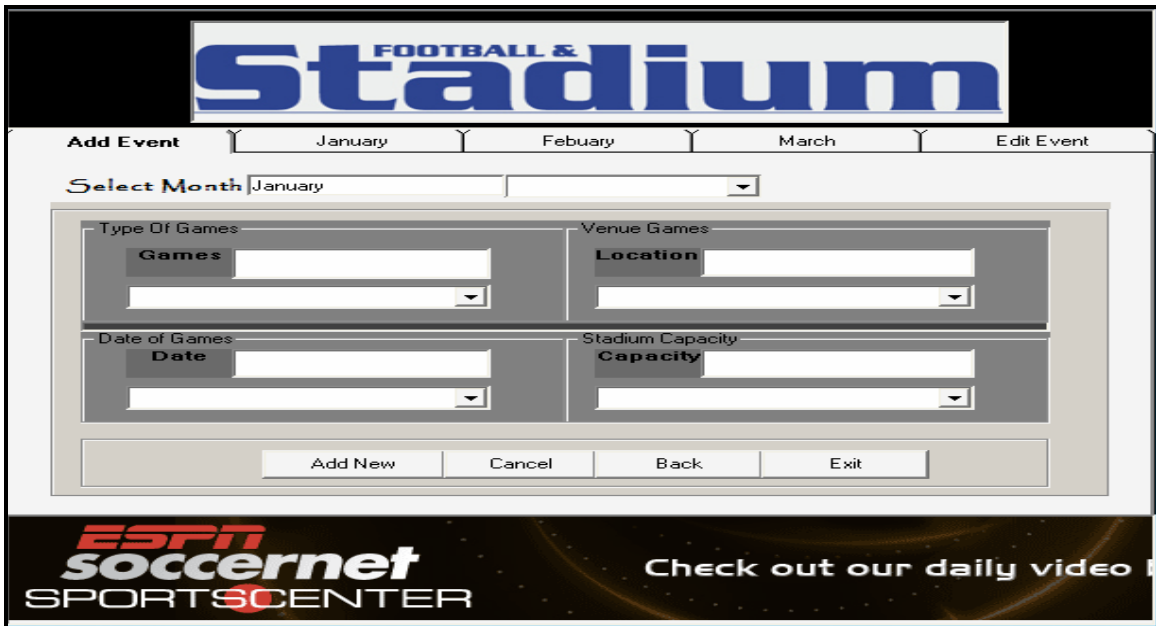 FOOTBALL &
Stadium
Add Event January Febuary March Edit Event
Select Month January
Type Of Games Venue Games
Games Location
Date of Games Stadium Capacity
Date Capacity
Add New Cancel Back Exit
ESPN
soccernet
SPORTSCENTER
Check out our daily video